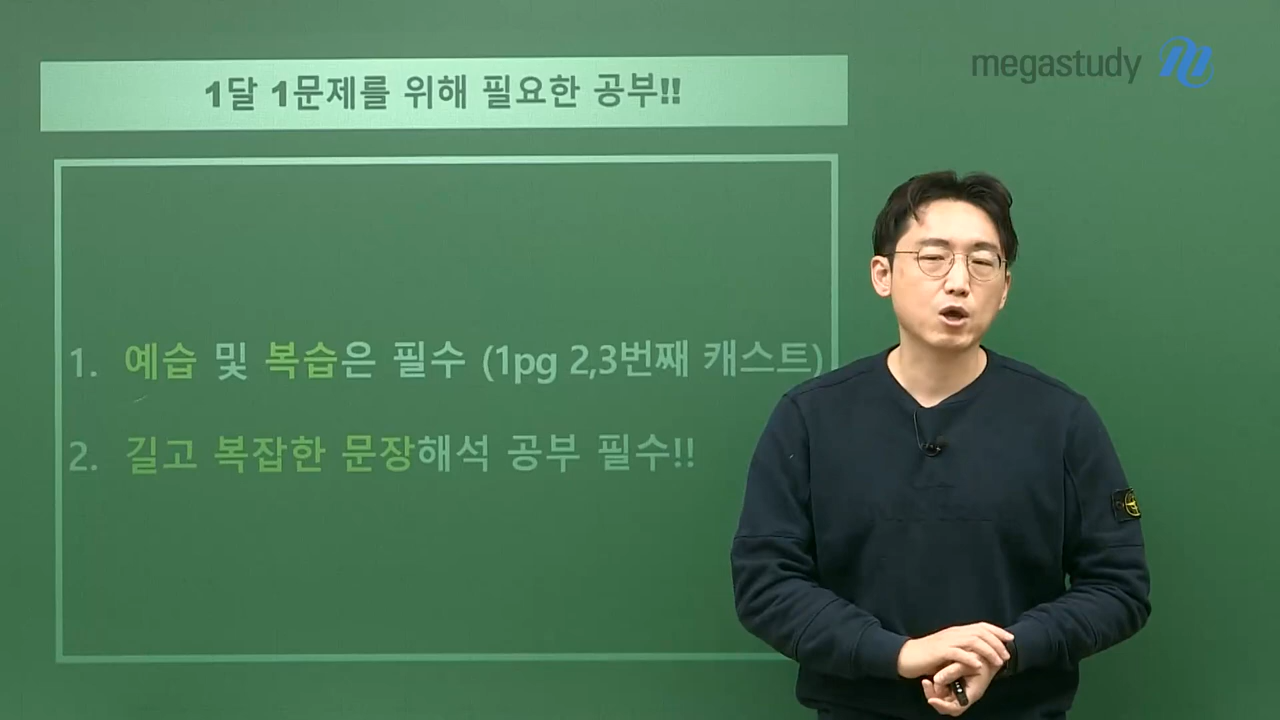 megastudy
1달 1문제를 위해 필요한 공부!!
1. 예습 및 복습은 필수 (1pg 2,3번째 캐스트)
2. 길고 복잡한 문장해석 공부 필수!!